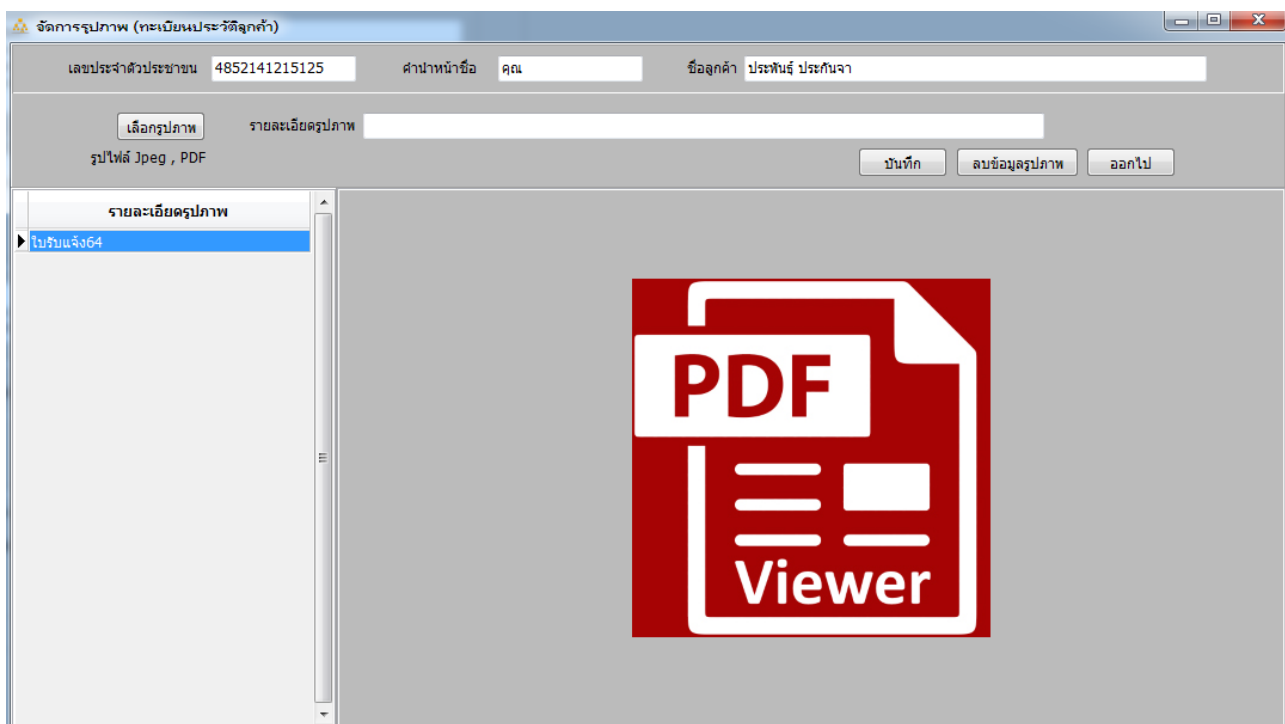 จัดการรูปภาพ (ทะเบียนประวัติลูกค้า)
เลขประจำตัวประชาชน 4852141215125 คำนำหน้าชื่อ คุณ ชื่อลูกค้า ประพันธุ์ ประกันจา
เลือกรูปภาพ รายละเอียดรูปภาพ
รูปไฟล์ Jpeg , PDF
บันทึก ลบข้อมูลรูปภาพ ออกไป
รายละเอียดรูปภาพ
ใบรับแจ้ง64
PDF
Viewer